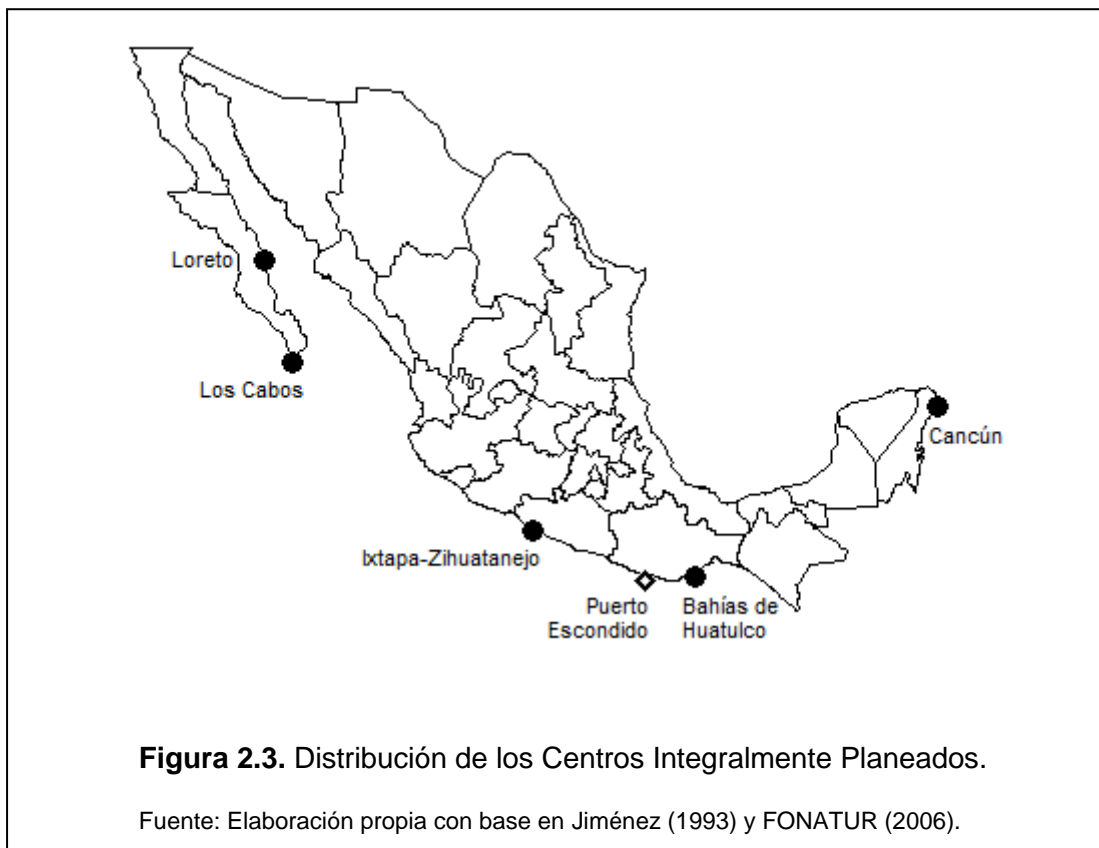 Loreto
Los Cabos
Cancún
Ixtapa-Zihuatanejo
Puerto
Escondido
Bahías de
Huatulco
Figura 2.3. Distribución de los Centros Integralmente Planeados.
Fuente: Elaboración propia con base en Jiménez (1993) y FONATUR (2006).